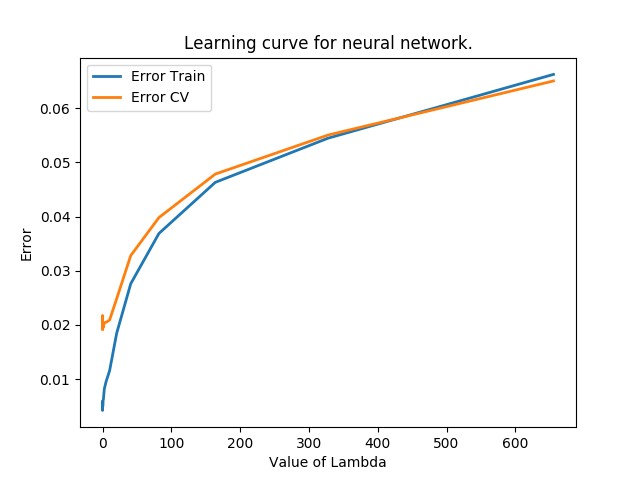 Learning curve for neural network.
Error Train
Error CV
0.06
0.05
0.04
0.03
0.02
0.01
Error
0 100 200 300 400 500 600
Value of Lambda